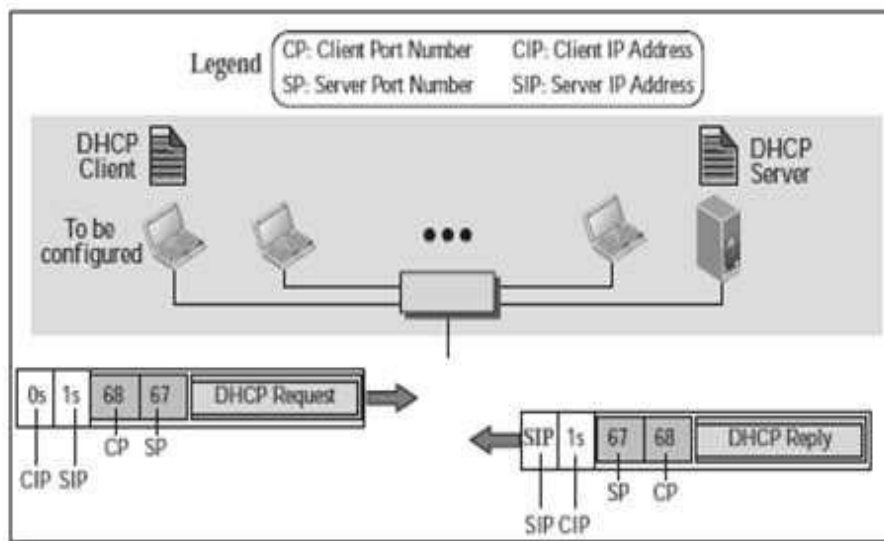 Legend
CP: Client Port Number CIP: Client IP Address
SP: Server Port Number SIP: Server IP Address
DHCP
Client
DHCP
Server
To be
configured
0s 1s 68 67 DHCP Request
CP SP
CIP SIP
SIP 1s 67 68 DHCP Reply
SP CP
SIP CIP